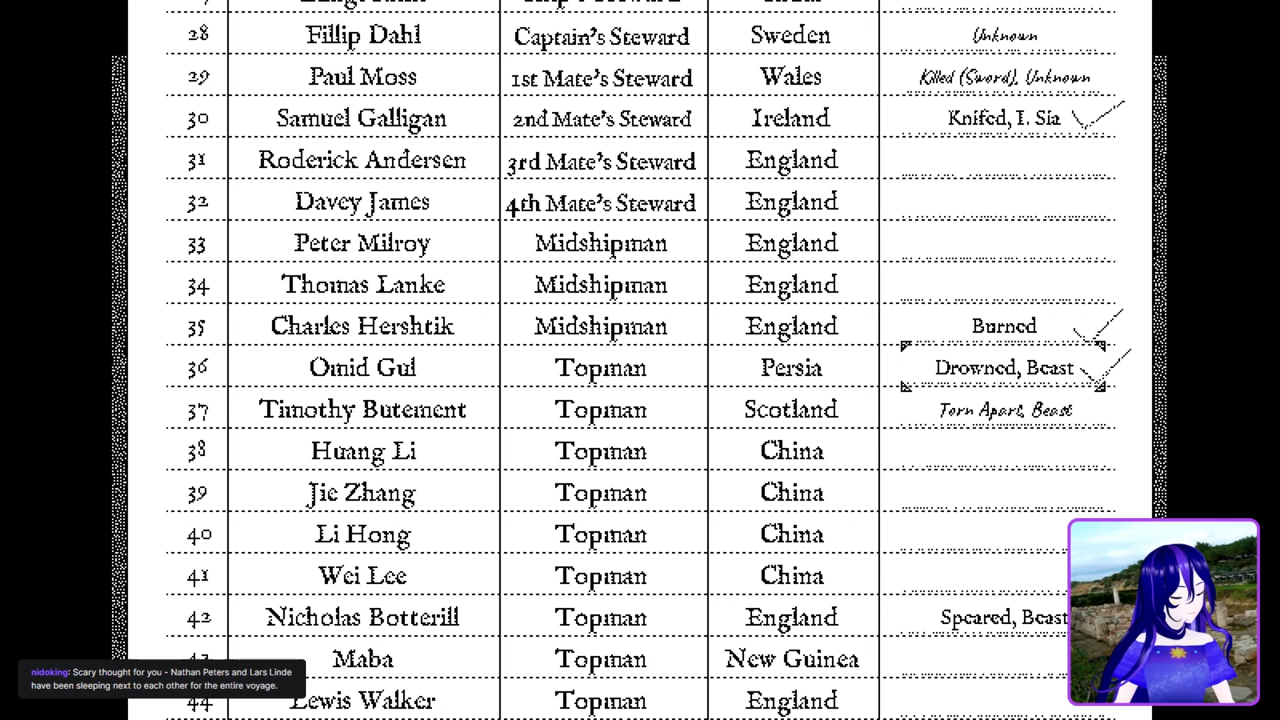 28 Fillip Dahl Captain's Steward Sweden Unknown
29 Paul Moss 1st Mate's Steward Wales Killed (Sword), Unknown
30 Samuel Galligan 2nd Mate's Steward Ireland Knifed, I. Sia
31 Roderick Andersen 3rd Mate's Steward England
32 Davey James 4th Mate's Steward England
33 Peter Milroy Midshipman England
34 Thomas Lanke Midshipman England
35 Charles Hershtik Midshipman England Burned
36 Omid Gul Topman Persia Drowned, Beast
37 Timothy Butement Topman Scotland Torn Apart, Beast
38 Huang Li Topman China
39 Jie Zhang Topman China
40 Li Hong Topman China
41 Wei Lee Topman China
42 Nicholas Botterill Topman England Speared, Beast
Maba Topman New Guinea
44 Lewis Walker Topman England
nidoking: Scary thought for you - Nathan Peters and Lars Linde
have been sleeping next to each other for the entire voyage.